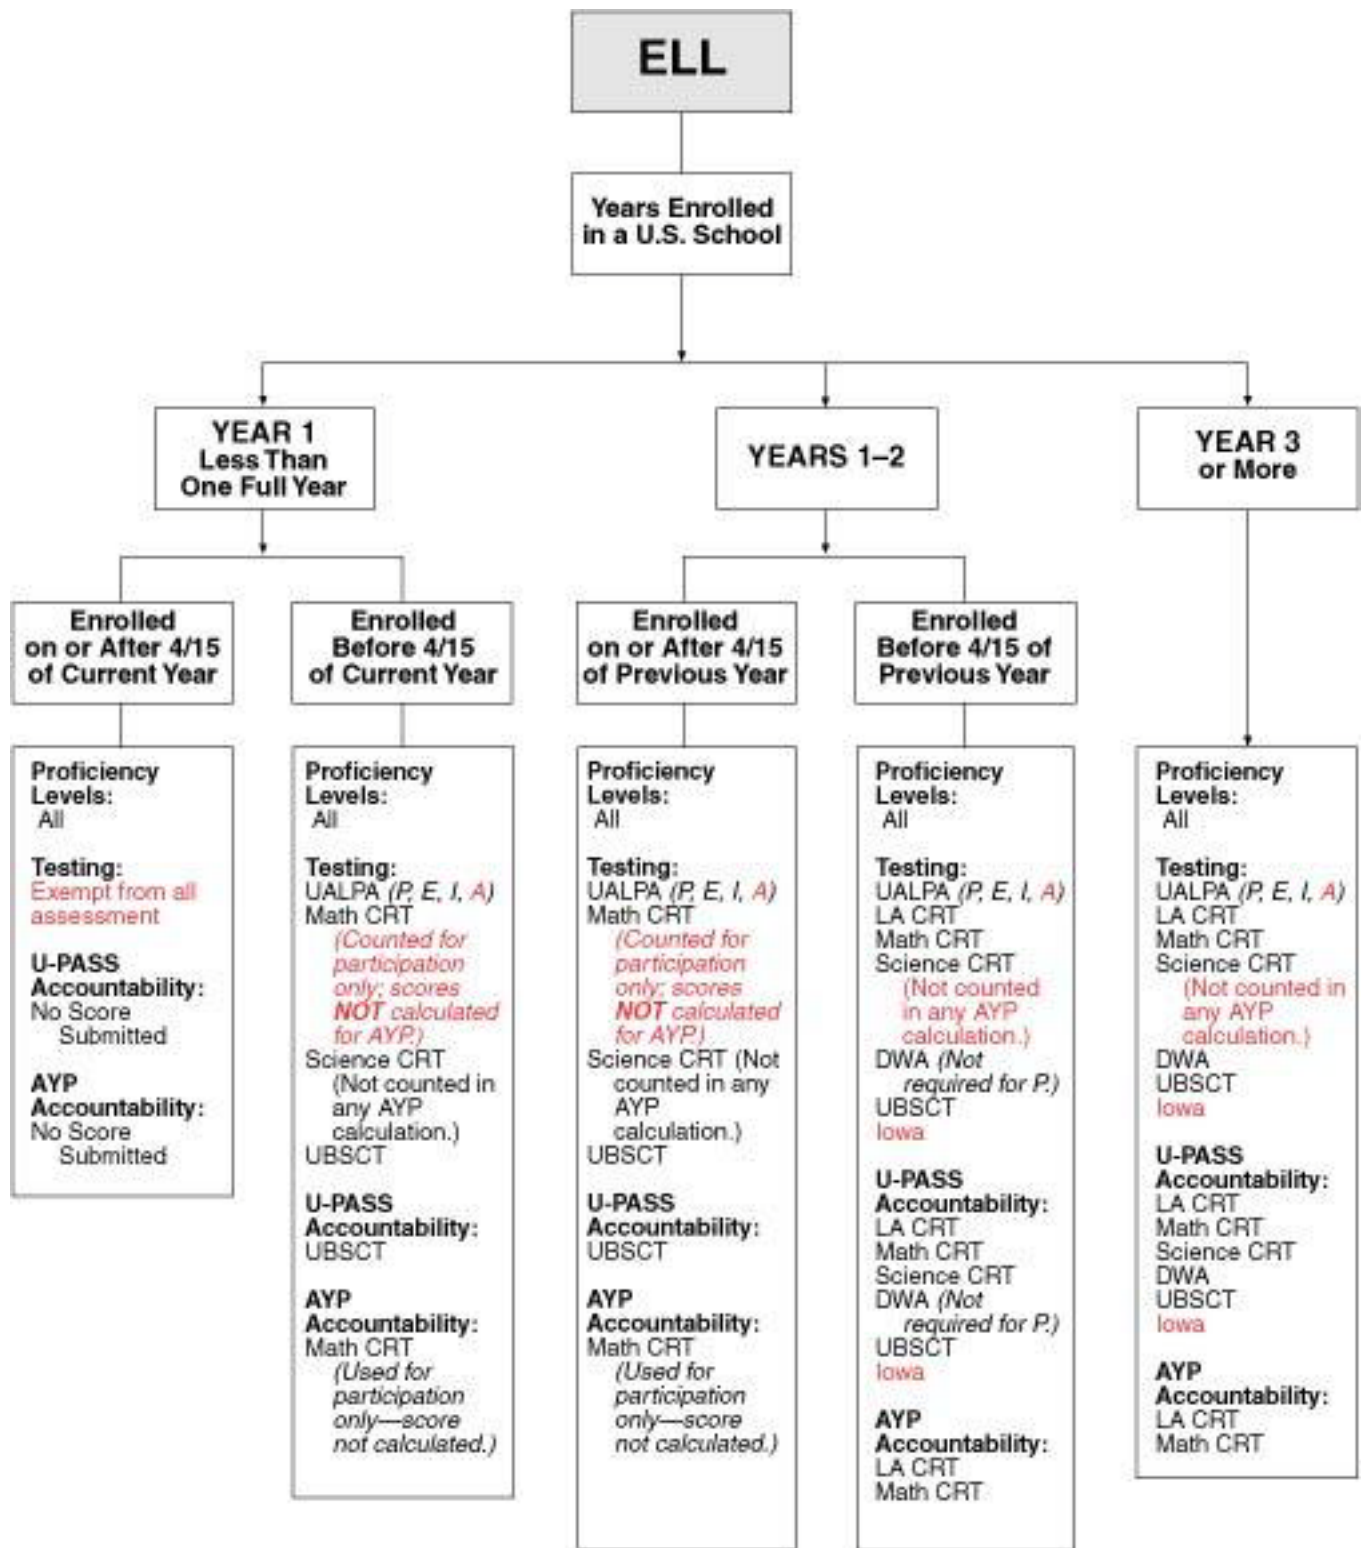 ELL
Years Enrolled
in a U.S. School
YEAR 1
Less Than
One Full Year
YEARS 1–2
YEAR 3
or More
Enrolled
on or After 4/15
of Current Year
Enrolled
Before 4/15
of Current Year
Enrolled
on or After 4/15
of Previous Year
Enrolled
Before 4/15 of
Previous Year
Proficiency
Levels:
All
Testing:
Exempt from all
assessment
U-PASS
Accountability:
No Score
Submitted
AYP
Accountability:
No Score
Submitted
Proficiency
Levels:
All
Testing:
UALPA (P, E, I, A)
Math CRT
(Counted for
participation
only; scores
NOT calculated
for AYP.)
Science CRT
(Not counted in
any AYP
calculation.)
UBSCT
U-PASS
Accountability:
UBSCT
AYP
Accountability:
Math CRT
(Used for
participation
only—score
not calculated.)
Proficiency
Levels:
All
Testing:
UALPA (P, E, I, A)
Math CRT
(Counted for
participation
only; scores
NOT calculated
for AYP.)
Science CRT (Not
counted in any
AYP
calculation.)
UBSCT
U-PASS
Accountability:
UBSCT
AYP
Accountability:
Math CRT
(Used for
participation
only—score
not calculated.)
Proficiency
Levels:
All
Testing:
UALPA (P, E, I, A)
LA CRT
Math CRT
Science CRT
(Not counted
in any AYP
calculation.)
DWA (Not
required for P.)
UBSCT
Iowa
U-PASS
Accountability:
LA CRT
Math CRT
Science CRT
DWA (Not
required for P.)
UBSCT
Iowa
AYP
Accountability:
LA CRT
Math CRT
Proficiency
Levels:
All
Testing:
UALPA (P, E, I, A)
LA CRT
Math CRT
Science CRT
(Not counted in
any AYP
calculation.)
DWA
UBSCT
Iowa
U-PASS
Accountability:
LA CRT
Math CRT
Science CRT
DWA
UBSCT
Iowa
AYP
Accountability:
LA CRT
Math CRT